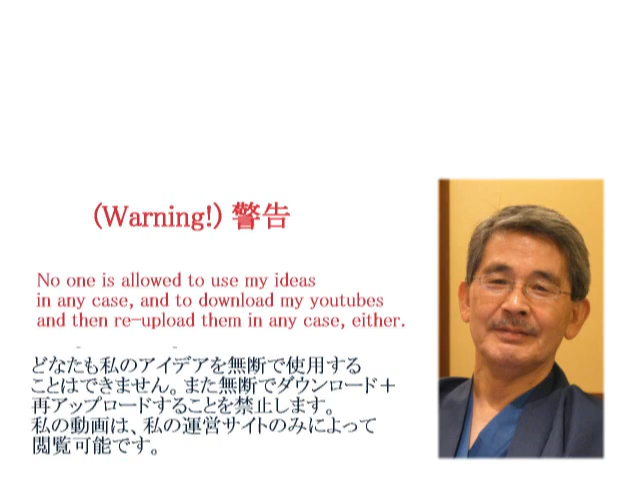 (Warning!) 警告
No one is allowed to use my ideas
in any case, and to download my youtubes
and then re-upload them in any case, either.
どなたも私のアイデアを無断で使用する
ことはできません。また無断でダウンロード＋
再アップロードすることを禁止します。
私の動画は、私の運営サイトのみによって
閲覧可能です。